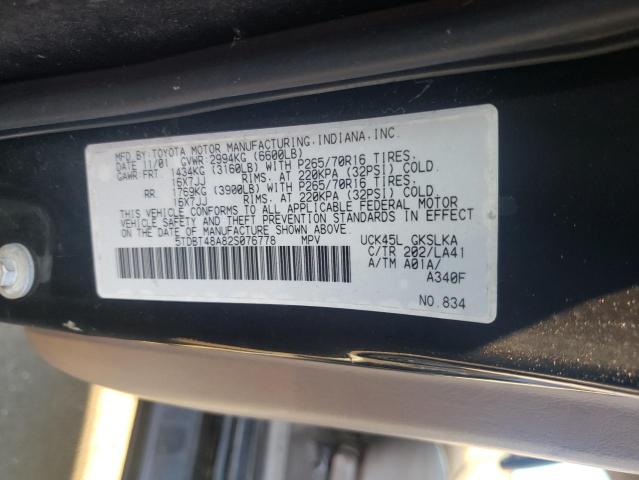 MFD. BY: TOYOTA MOTOR MANUFACTURING, INDIANA, INC.
DATE 11/01 GVWR: 2994KG (6600LB)
GAWR: FRT. 1434KG (3160LB) WITH P265/70R16 TIRES.
16X7JJ RIMS. AT 220KPA (32PSI) COLD.
RR. 1769KG (3900LB) WITH P265/70R16 TIRES.
16X7JJ RIMS. AT 220KPA (32PSI) COLD.
THIS VEHICLE CONFORMS TO ALL APPLICABLE FEDERAL MOTOR
VEHICLE SAFETY AND THEFT PREVENTION STANDARDS IN EFFECT
ON THE DATE OF MANUFACTURE SHOWN ABOVE.
5TDBT48A82S076778 MPV UCK45L GKSLKA
C/TR 202/LA41
A/TM A01A/
A340F
NO. 834